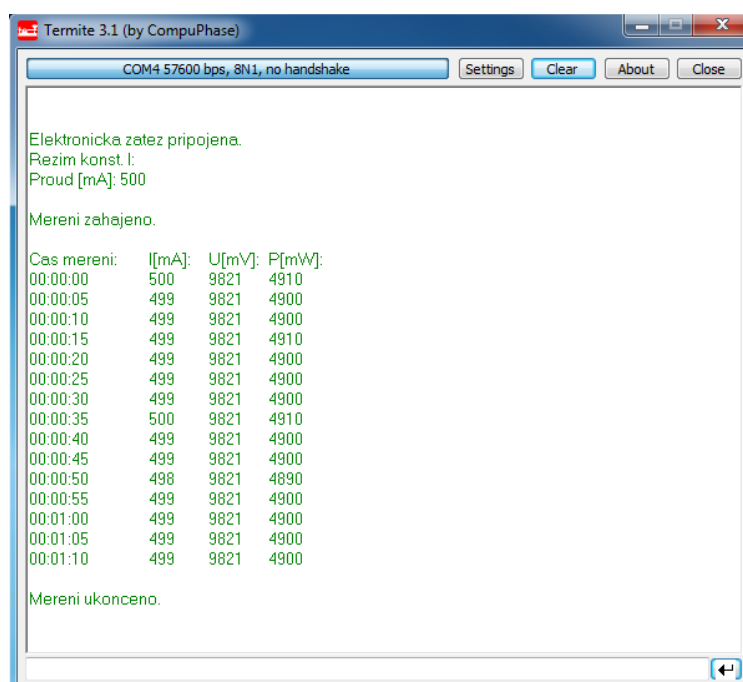 Termite 3.1 (by CompuPhase)
COM4 57600 bps, 8N1, no handshake Settings Clear About Close
Elektronicka zatez pripojena.
Rezim konst. I:
Proud [mA]: 500
Mereni zahajeno.
Cas mereni: I[mA]: U[mV]: P[mW]:
00:00:00 500 9821 4910
00:00:05 499 9821 4900
00:00:10 499 9821 4900
00:00:15 499 9821 4910
00:00:20 499 9821 4900
00:00:25 499 9821 4900
00:00:30 499 9821 4900
00:00:35 500 9821 4910
00:00:40 499 9821 4900
00:00:45 499 9821 4900
00:00:50 498 9821 4890
00:00:55 499 9821 4900
00:01:00 499 9821 4900
00:01:05 499 9821 4900
00:01:10 499 9821 4900
Mereni ukonceno.